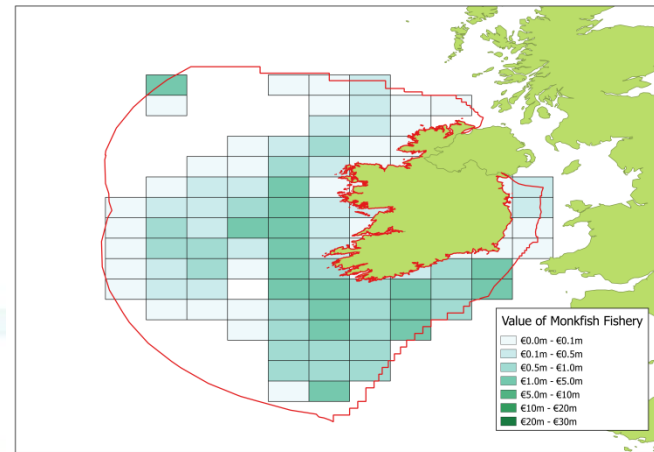 Value of Monkfish Fishery
€0.0m - €0.1m
€0.1m - €0.5m
€0.5m - €1.0m
€1.0m - €5.0m
€5.0m - €10m
€10m - €20m
€20m - €30m